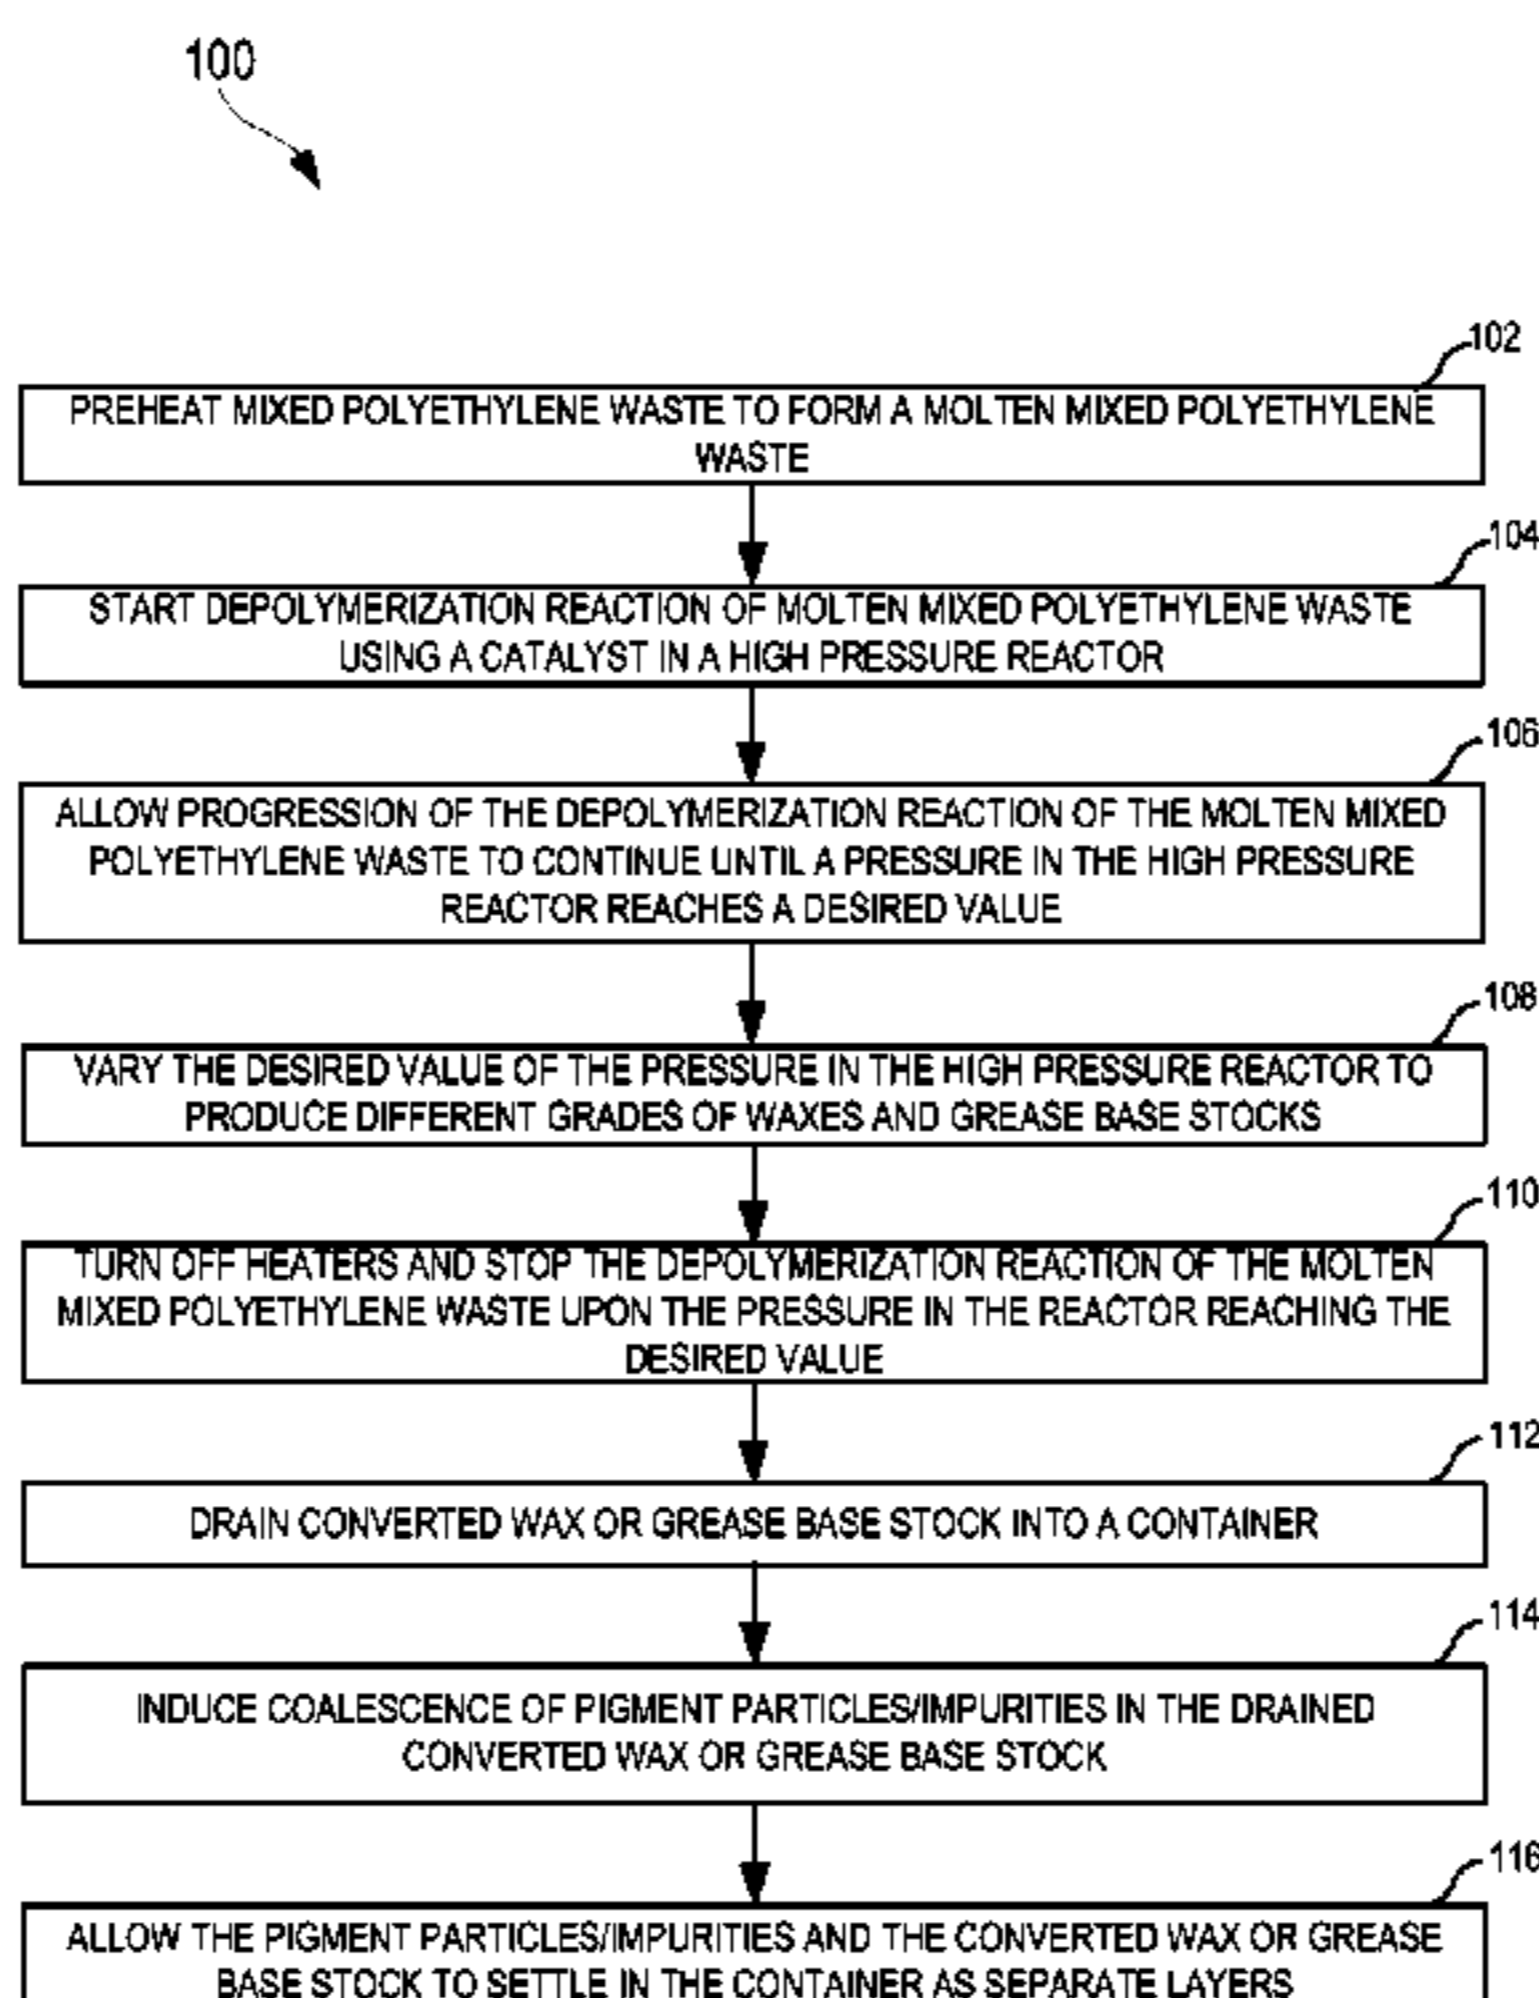 100
102
PREHEAT MIXED POLYETHYLENE WASTE TO FORM A MOLTEN MIXED POLYETHYLENE
WASTE
104
START DEPOLYMERIZATION REACTION OF MOLTEN MIXED POLYETHYLENE WASTE
USING A CATALYST IN A HIGH PRESSURE REACTOR
106
ALLOW PROGRESSION OF THE DEPOLYMERIZATION REACTION OF THE MOLTEN MIXED
POLYETHYLENE WASTE TO CONTINUE UNTIL A PRESSURE IN THE HIGH PRESSURE
REACTOR REACHES A DESIRED VALUE
108
VARY THE DESIRED VALUE OF THE PRESSURE IN THE HIGH PRESSURE REACTOR TO
PRODUCE DIFFERENT GRADES OF WAXES AND GREASE BASE STOCKS
110
TURN OFF HEATERS AND STOP THE DEPOLYMERIZATION REACTION OF THE MOLTEN
MIXED POLYETHYLENE WASTE UPON THE PRESSURE IN THE REACTOR REACHING THE
DESIRED VALUE
112
DRAIN CONVERTED WAX OR GREASE BASE STOCK INTO A CONTAINER
114
INDUCE COALESCENCE OF PIGMENT PARTICLES/IMPURITIES IN THE DRAINED
CONVERTED WAX OR GREASE BASE STOCK
116
ALLOW THE PIGMENT PARTICLES/IMPURITIES AND THE CONVERTED WAX OR GREASE
BASE STOCK TO SETTLE IN THE CONTAINER AS SEPARATE LAYERS